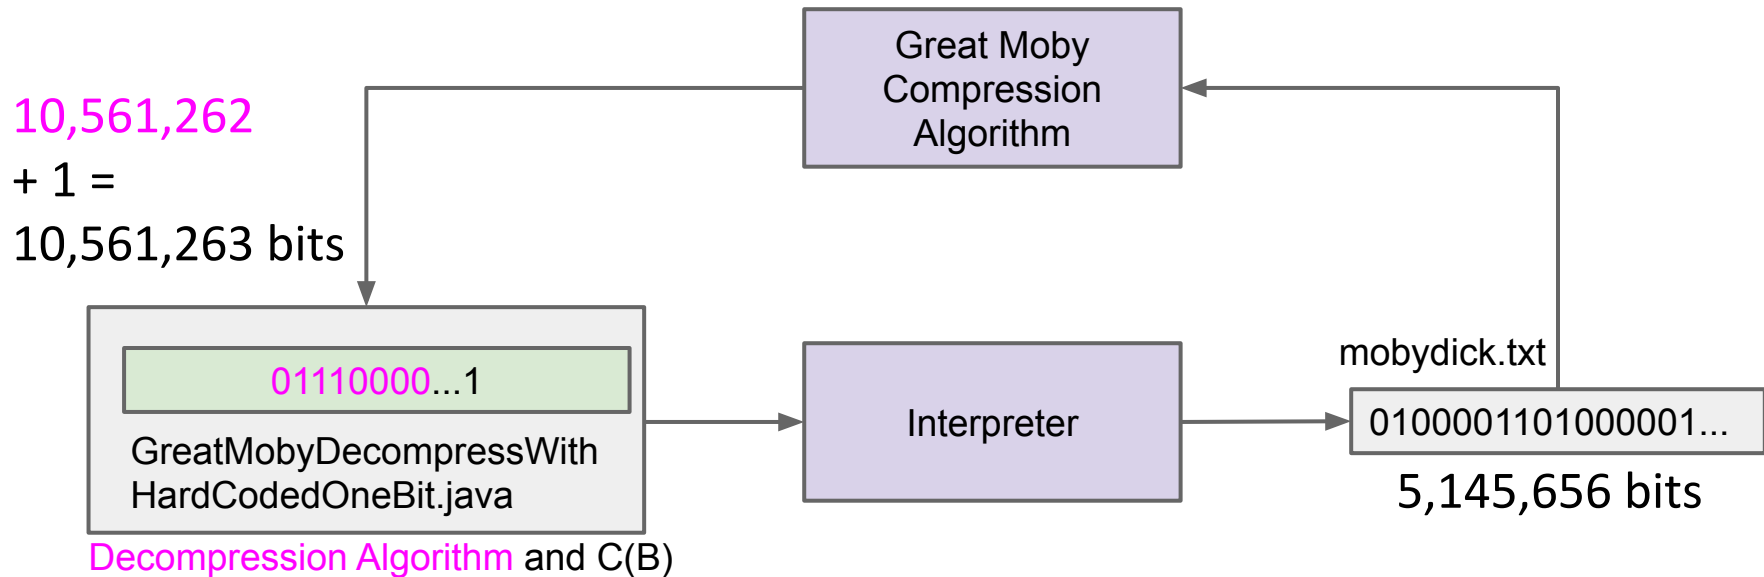 Great Moby
Compression
Algorithm
10,561,262
+ 1 =
10,561,263 bits
01110000...1
GreatMobyDecompressWith
HardCodedOneBit.java
Decompression Algorithm and C(B)
Interpreter
mobydick.txt
0100001101000001...
5,145,656 bits